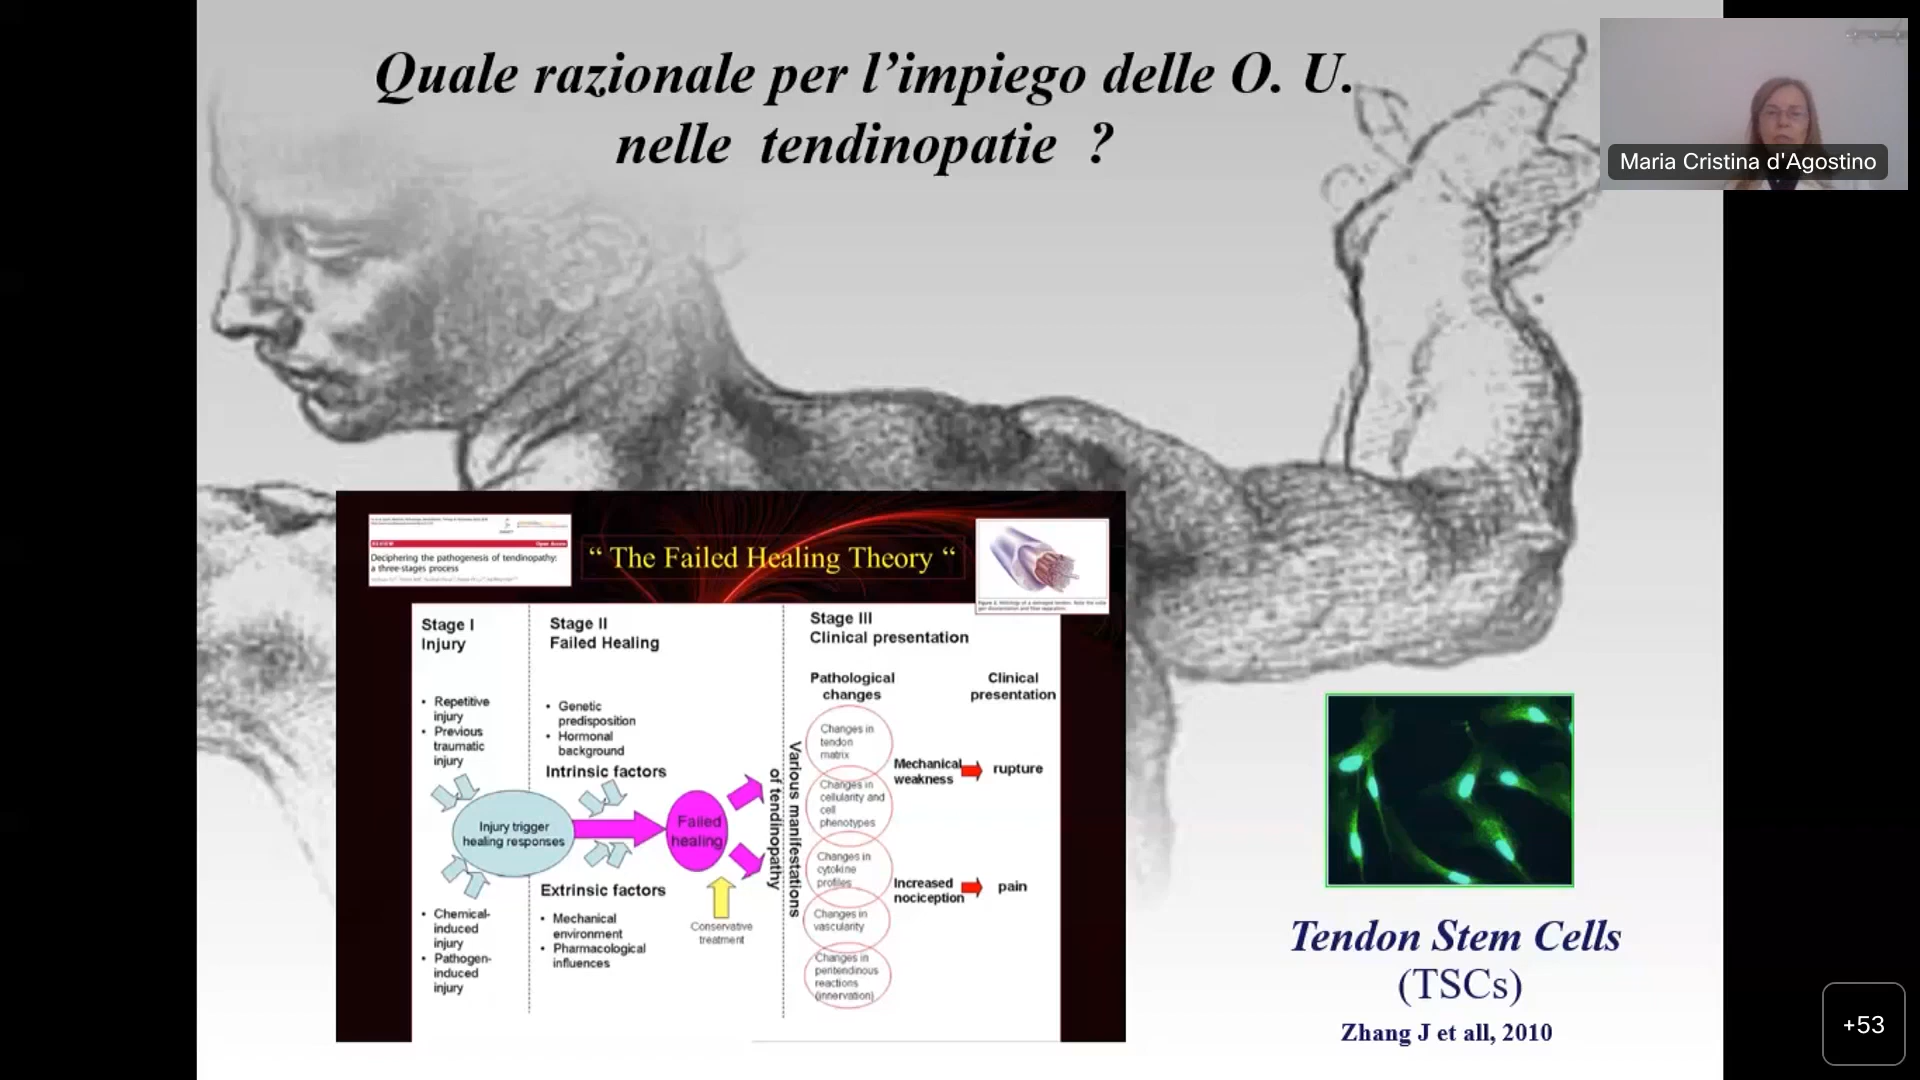 Quale razionale per l’impiego delle O. U.
nelle tendinopatie ?
Maria Cristina d'Agostino
REVIEW
Open Access
Deciphering the pathogenesis of tendinopathy:
a three-stages process
“ The Failed Healing Theory “
Stage I
Injury
Stage II
Failed Healing
Stage III
Clinical presentation
Pathological
changes
Clinical
presentation
• Repetitive
injury
• Previous
traumatic
injury
• Genetic
predisposition
• Hormonal
background
Intrinsic factors
Injury trigger
healing responses
Failed
healing
Extrinsic factors
• Mechanical
environment
• Pharmacological
influences
• Chemical-
induced
injury
• Pathogen-
induced
injury
Conservative
treatment
Various manifestations
of tendinopathy
Changes in
tendon
matrix
Changes in
cellularity and
cell
phenotypes
Changes in
cytokine
profiles
Changes in
vascularity
Changes in
peritendinous
reactions
(innervation)
Mechanical
weakness
rupture
Increased
nociception
pain
Tendon Stem Cells
(TSCs)
Zhang J et all, 2010
+53